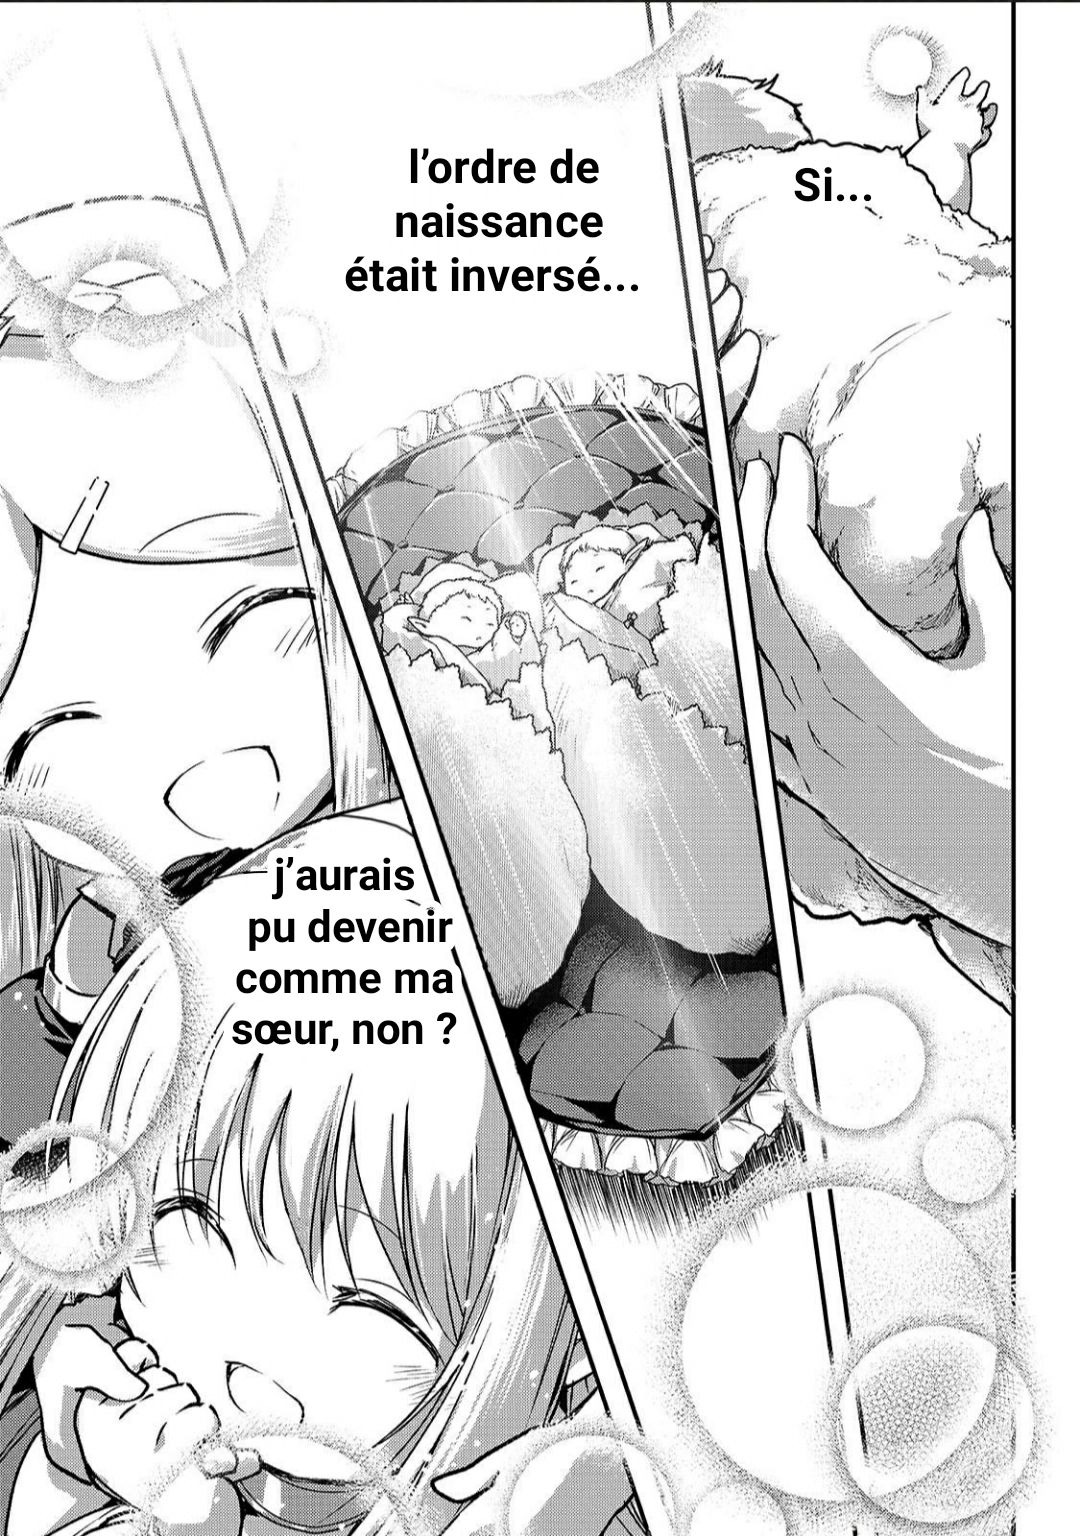 Si...
l’ordre de
naissance
était inversé...
j’aurais
pu devenir
comme ma
sœur, non ?